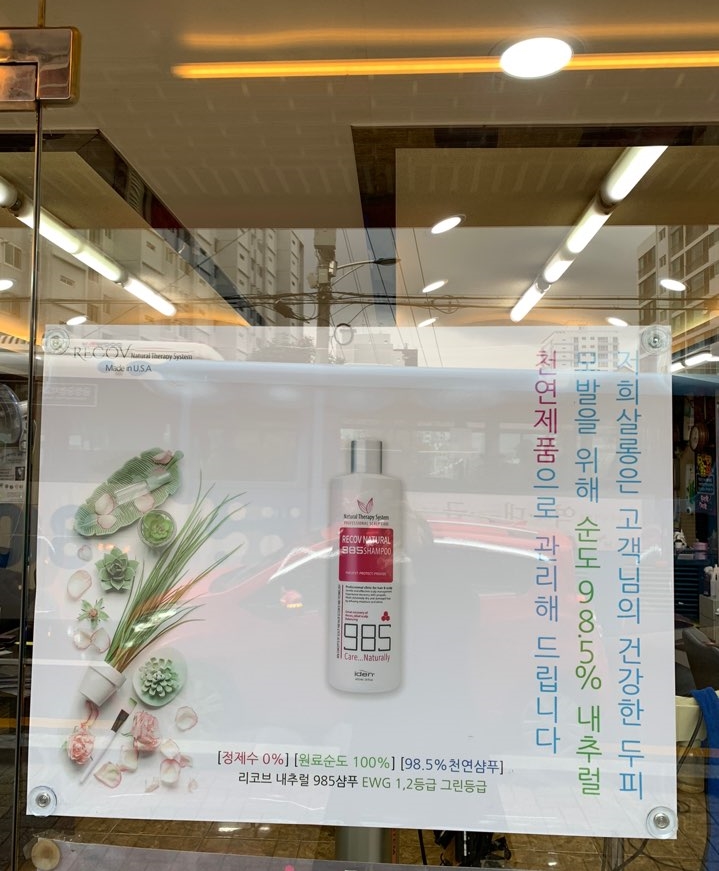 RECOV Natural Therapy System
Made in U.S.A
저희 살롱은 고객님의 건강한 두피
모발을 위해 순도 98.5% 내추럴
천연제품으로 관리해 드립니다
Natural Therapy System
RECOV NATURAL
985SHAMPOO
985
Care...Naturally
iden
[정제수 0%] [원료순도 100%] [98.5%천연샴푸]
리코브 내추럴 985샴푸 EWG 1,2등급 그린등급